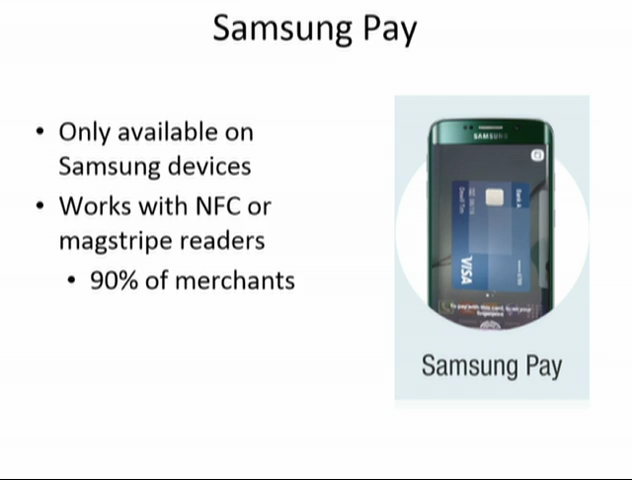 Samsung Pay
• Only available on
Samsung devices
• Works with NFC or
magstripe readers
• 90% of merchants
SAMSUNG
Bank A
VISA
Samsung Pay